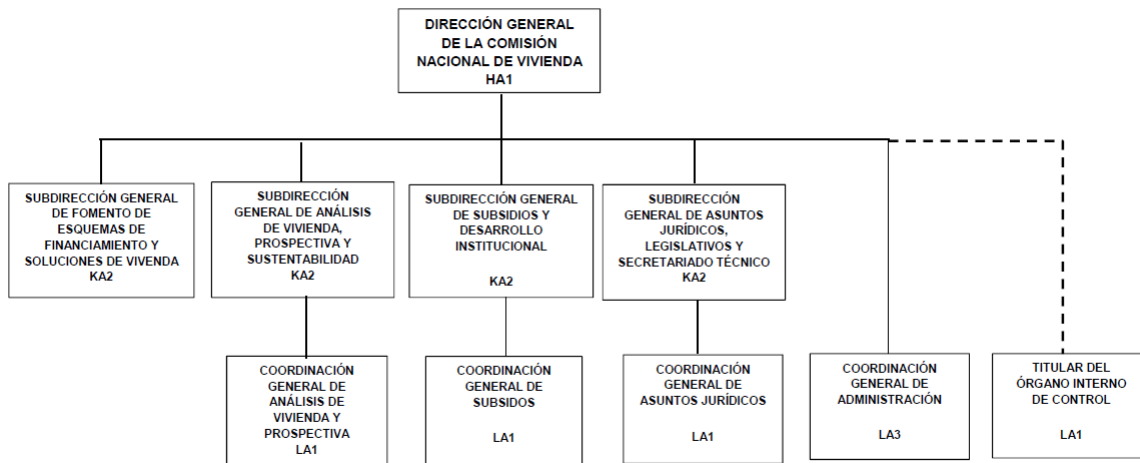 DIRECCIÓN GENERAL
DE LA COMISIÓN
NACIONAL DE VIVIENDA
HA1
SUBDIRECCIÓN GENERAL
DE FOMENTO DE
ESQUEMAS DE
FINANCIAMIENTO Y
SOLUCIONES DE VIVENDA
KA2
SUBDIRECCIÓN
GENERAL DE ANÁLISIS
DE VIVIENDA,
PROSPECTIVA Y
SUSTENTABILIDAD
KA2
SUBDIRECCIÓN GENERAL
DE SUBSIDIOS Y
DESARROLLO
INSTITUCIONAL
KA2
SUBDIRECCIÓN
GENERAL DE ASUNTOS
JURÍDICOS,
LEGISLATIVOS Y
SECRETARIADO TÉCNICO
KA2
COORDINACIÓN
GENERAL DE
ANÁLISIS DE
VIVIENDA Y
PROSPECTIVA
LA1
COORDINACIÓN
GENERAL DE
SUBSIDOS
LA1
COORDINACIÓN
GENERAL DE
ASUNTOS JURÍDICOS
LA1
COORDINACIÓN
GENERAL DE
ADMINISTRACIÓN
LA3
TITULAR DEL
ÓRGANO INTERNO
DE CONTROL
LA1